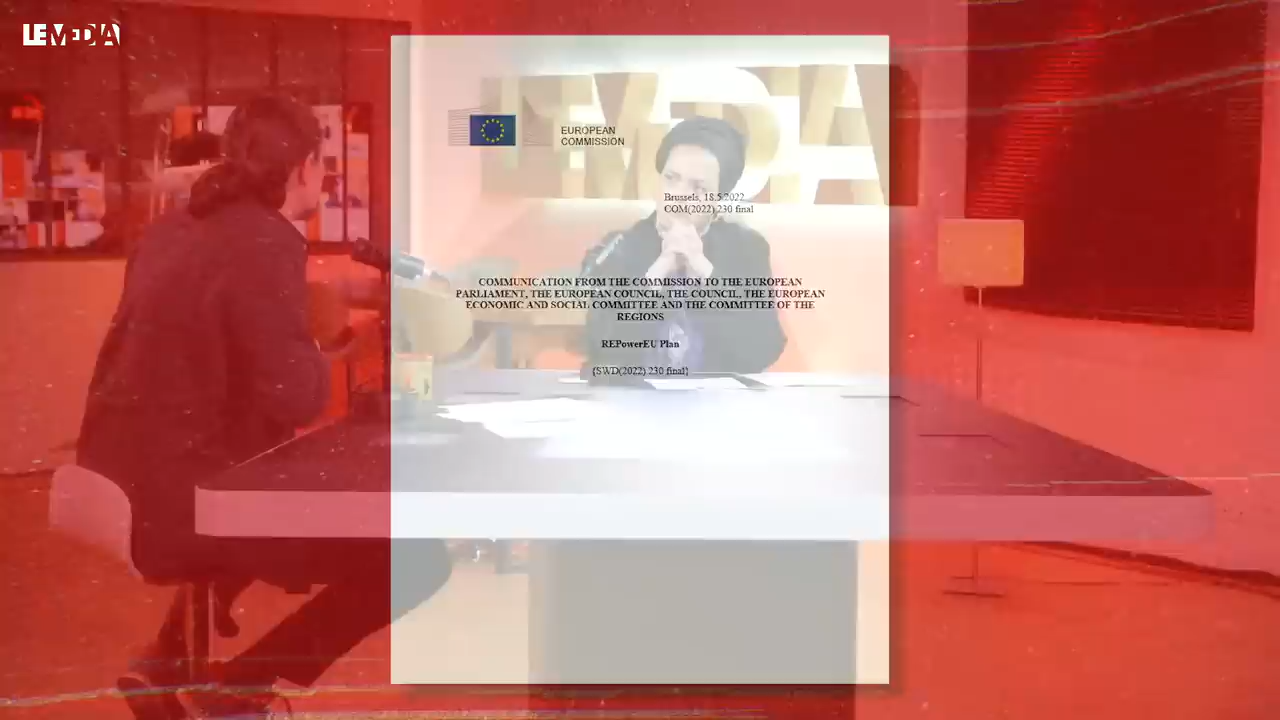 LEMEDIA
MEDIA
EUROPEAN
COMMISSION
Brussels, 18.5.2022
COM(2022) 230 final
COMMUNICATION FROM THE COMMISSION TO THE EUROPEAN
PARLIAMENT, THE EUROPEAN COUNCIL, THE COUNCIL, THE EUROPEAN
ECONOMIC AND SOCIAL COMMITTEE AND THE COMMITTEE OF THE
REGIONS
REPowerEU Plan
{SWD(2022) 230 final}